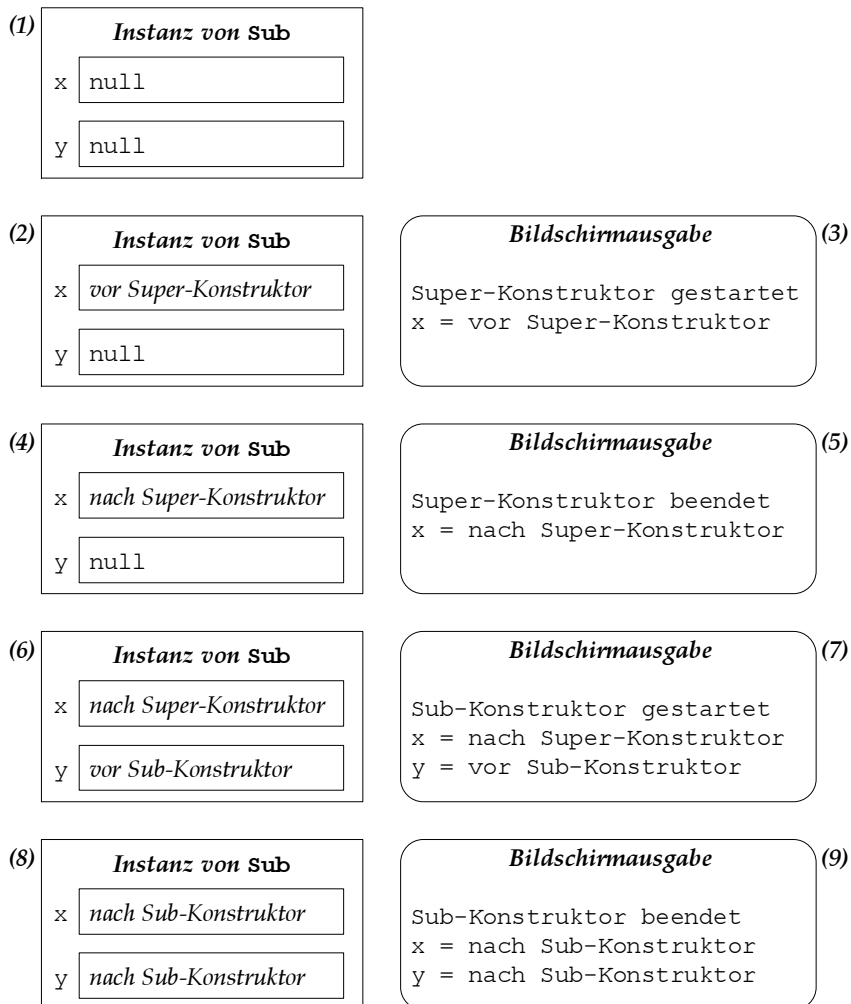 (1)
Instanz von Sub
x null
y null
(2)
Instanz von Sub
x vor Super-Konstruktor
y null
Bildschirmausgabe
(3)
Super-Konstruktor gestartet
x = vor Super-Konstruktor
(4)
Instanz von Sub
x nach Super-Konstruktor
y null
Bildschirmausgabe
(5)
Super-Konstruktor beendet
x = nach Super-Konstruktor
(6)
Instanz von Sub
x nach Super-Konstruktor
y vor Sub-Konstruktor
Bildschirmausgabe
(7)
Sub-Konstruktor gestartet
x = nach Super-Konstruktor
y = vor Sub-Konstruktor
(8)
Instanz von Sub
x nach Sub-Konstruktor
y nach Sub-Konstruktor
Bildschirmausgabe
(9)
Sub-Konstruktor beendet
x = nach Sub-Konstruktor
y = nach Sub-Konstruktor